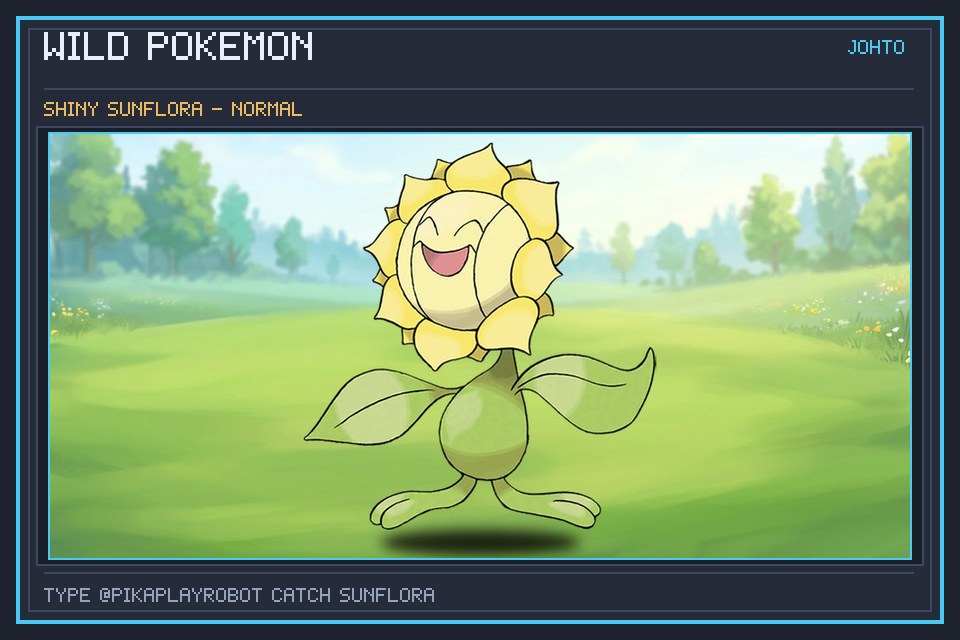 WILD POKEMON
JOHTO
SHINY SUNFLORA - NORMAL
TYPE @PIKAPLAYROBOT CATCH SUNFLORA